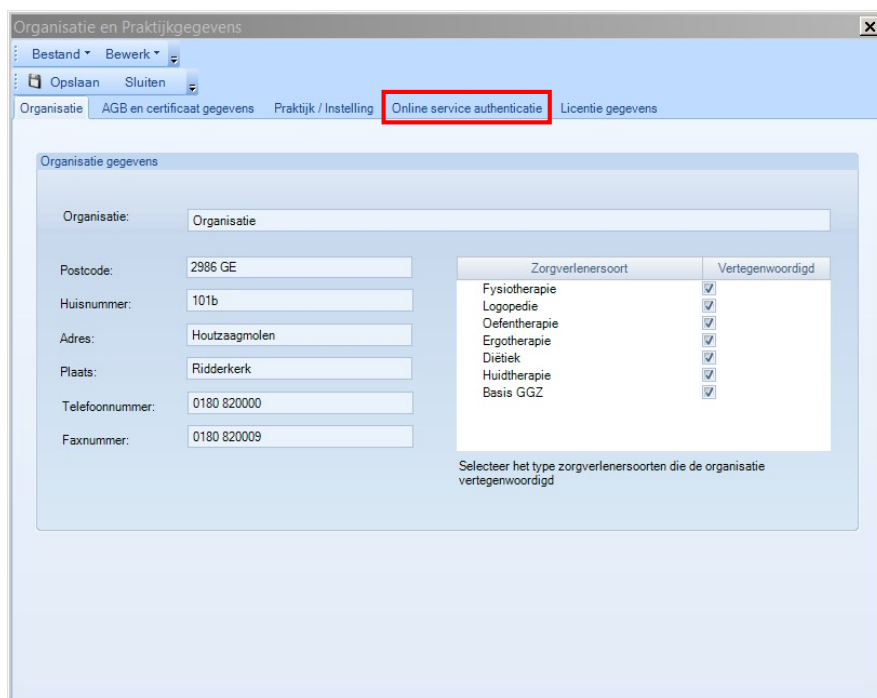 Organisatie en Praktijkgegevens
Bestand Bewerk
Opslaan Sluiten
Organisatie AGB en certificaat gegevens Praktijk / Instelling Online service authenticatie Licentie gegevens
Organisatie gegevens
Organisatie: Organisatie
Postcode: 2986 GE
Huisnummer: 101b
Adres: Houtzaagmolen
Plaats: Ridderkerk
Telefoonnummer: 0180 820000
Faxnummer: 0180 820009
Zorgverlenersoort Vertegenwoordigd
Fysiotherapie
Logopedie
Oefentherapie
Ergotherapie
Diëtiek
Huidtherapie
Basis GGZ
Selecteer het type zorgverlenersoorten die de organisatie
vertegenwoordigd